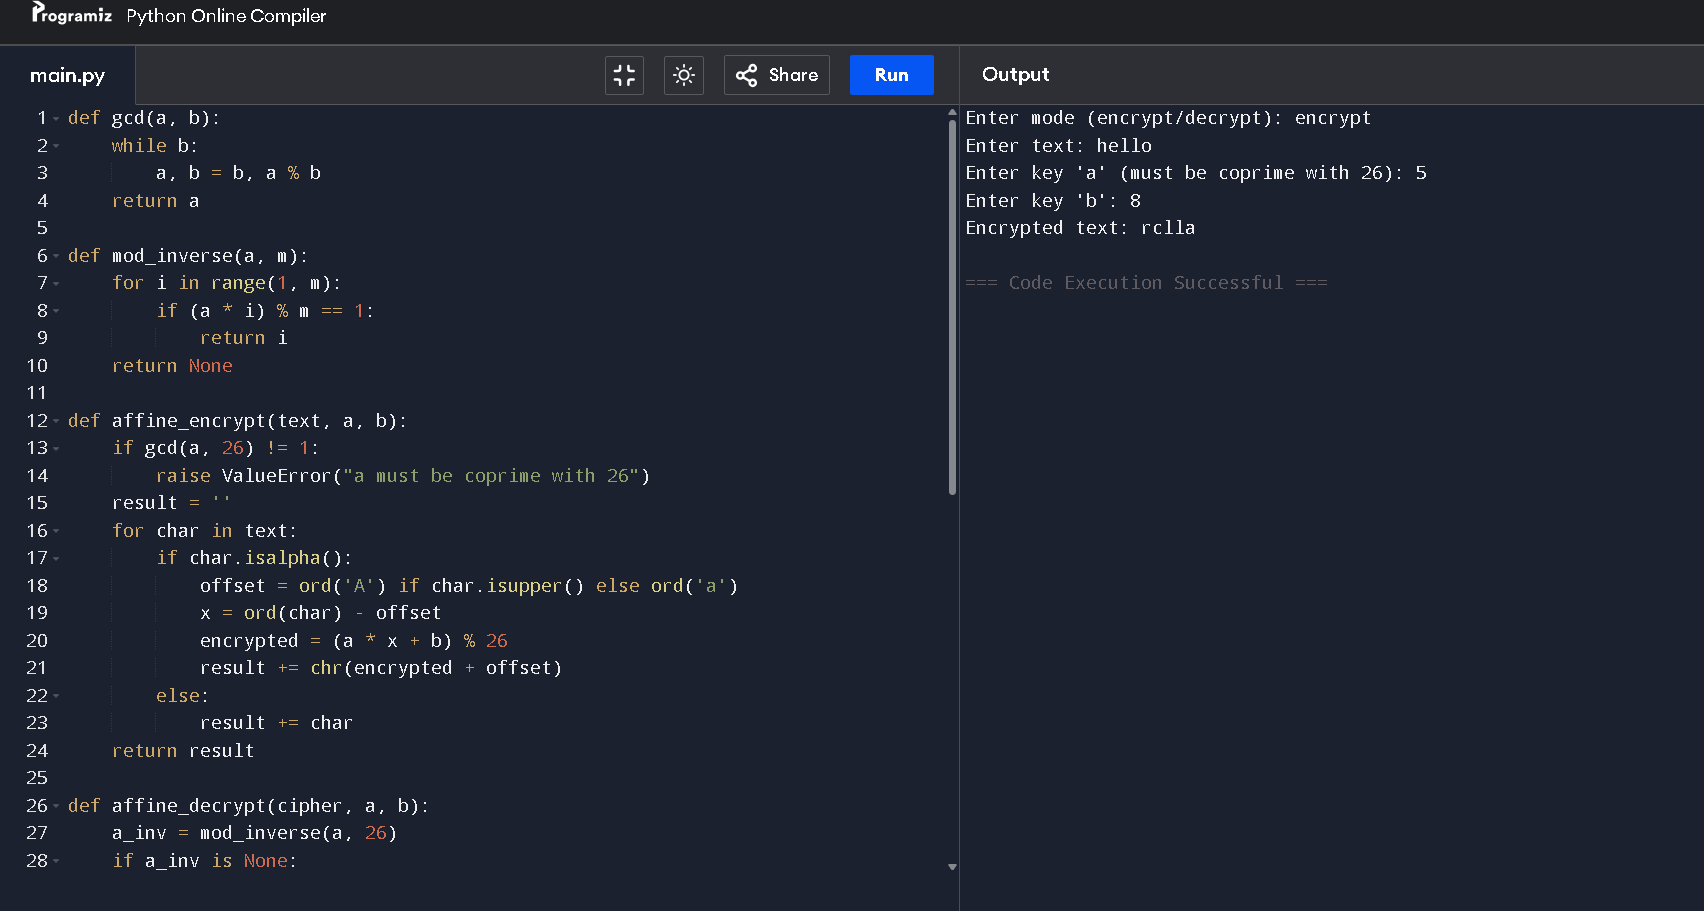 Programiz Python Online Compiler
main.py
Share
Run
Output
1 def gcd(a, b):
2     while b:
3         a, b = b, a % b
4     return a
5
6 def mod_inverse(a, m):
7     for i in range(1, m):
8         if (a * i) % m == 1:
9             return i
10     return None
11
12 def affine_encrypt(text, a, b):
13     if gcd(a, 26) != 1:
14         raise ValueError("a must be coprime with 26")
15     result = ''
16     for char in text:
17         if char.isalpha():
18             offset = ord('A') if char.isupper() else ord('a')
19             x = ord(char) - offset
20             encrypted = (a * x + b) % 26
21             result += chr(encrypted + offset)
22         else:
23             result += char
24     return result
25
26 def affine_decrypt(cipher, a, b):
27     a_inv = mod_inverse(a, 26)
28     if a_inv is None:
Enter mode (encrypt/decrypt): encrypt
Enter text: hello
Enter key 'a' (must be coprime with 26): 5
Enter key 'b': 8
Encrypted text: rclla
=== Code Execution Successful ===